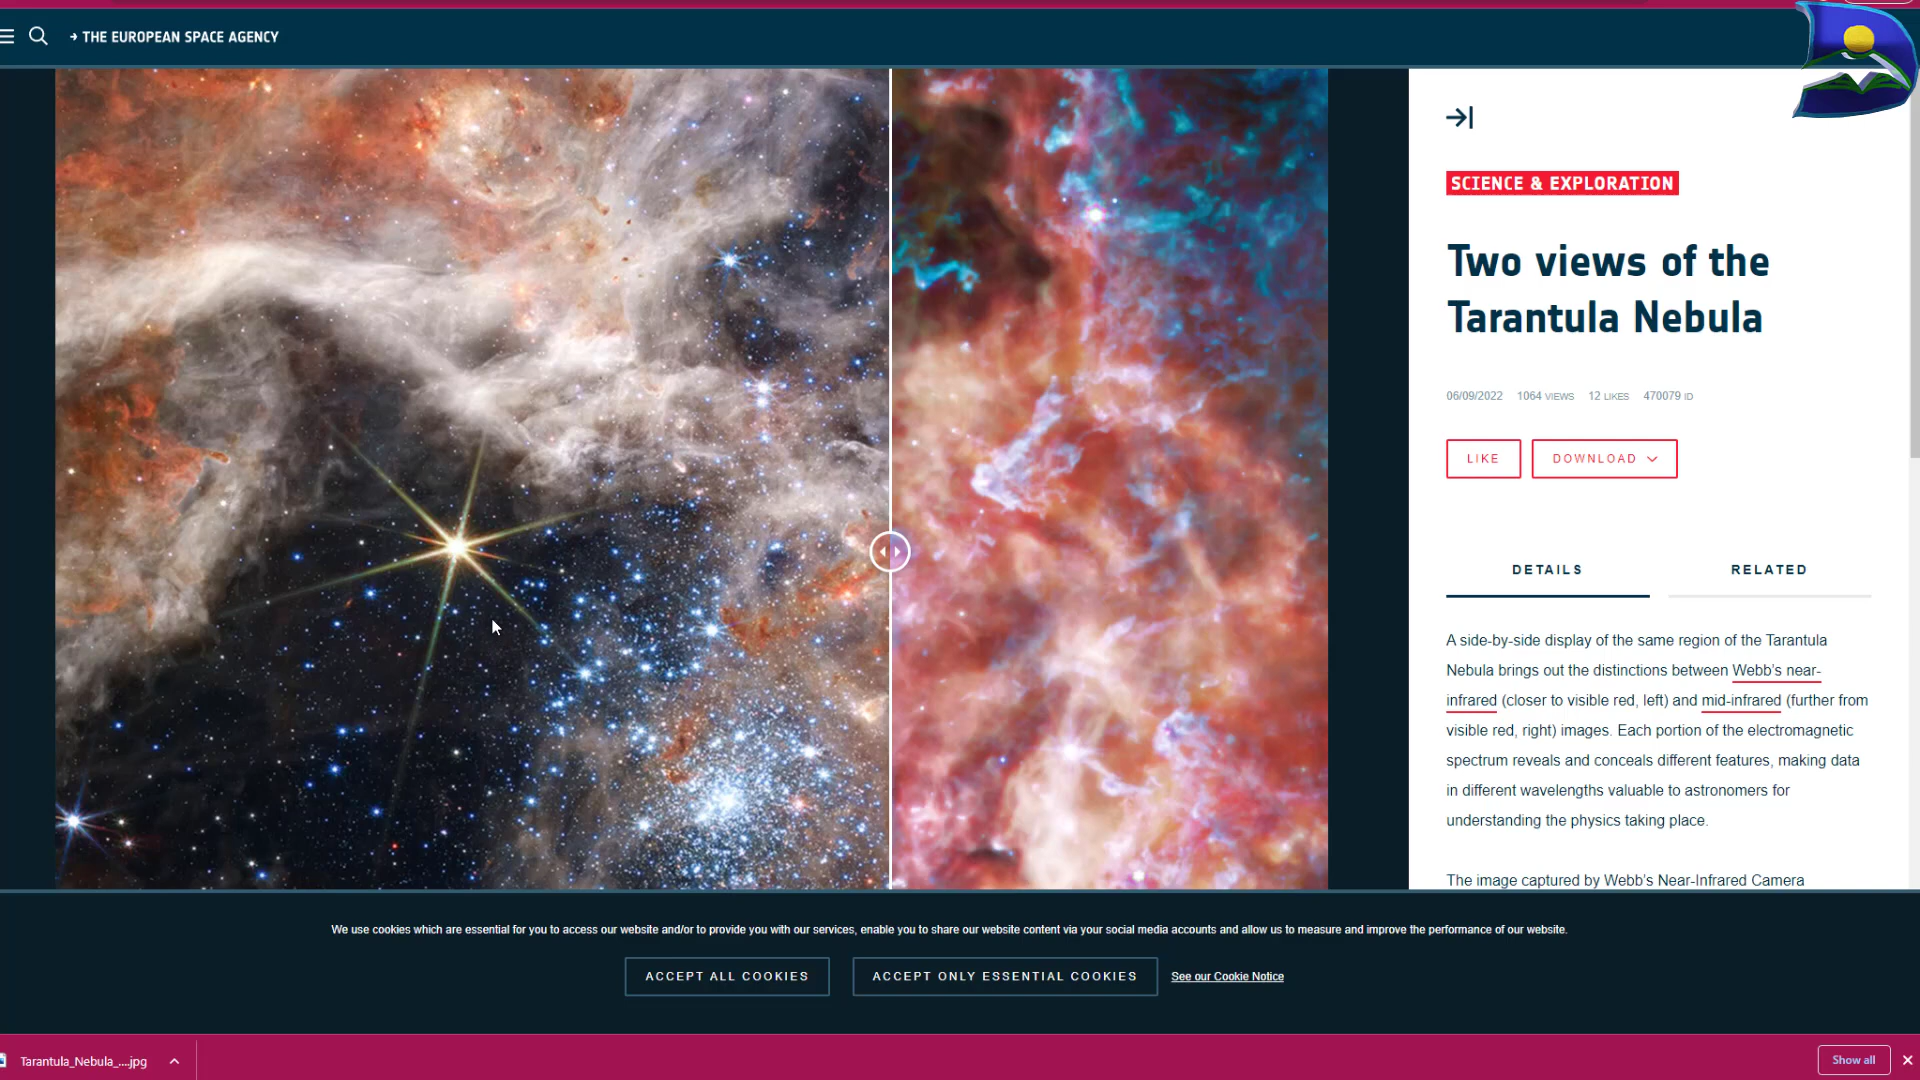 → THE EUROPEAN SPACE AGENCY
SCIENCE & EXPLORATION
Two views of the
Tarantula Nebula
06/09/2022 1064 VIEWS 12 LIKES 470079 ID
LIKE DOWNLOAD
DETAILS RELATED
A side-by-side display of the same region of the Tarantula
Nebula brings out the distinctions between Webb's near-
infrared (closer to visible red, left) and mid-infrared (further from
visible red, right) images. Each portion of the electromagnetic
spectrum reveals and conceals different features, making data
in different wavelengths valuable to astronomers for
understanding the physics taking place.
The image captured by Webb's Near-Infrared Camera
We use cookies which are essential for you to access our website and/or to provide you with our services, enable you to share our website content via your social media accounts and allow us to measure and improve the performance of our website.
ACCEPT ALL COOKIES ACCEPT ONLY ESSENTIAL COOKIES See our Cookie Notice
Tarantula_Nebula_....jpg Show all